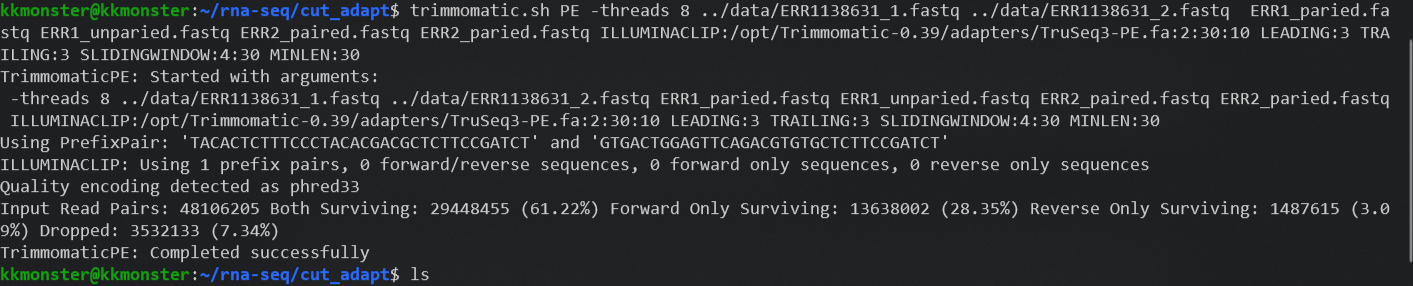 kkmonster@kkmonster:~/rna-seq/cut_adapt$ trimmomatic.sh PE -threads 8 ../data/ERR1138631_1.fastq ../data/ERR1138631_2.fastq  ERR1_paried.fa
stq ERR1_unparied.fastq ERR2_paired.fastq ERR2_paried.fastq ILLUMINACLIP:/opt/Trimmomatic-0.39/adapters/TruSeq3-PE.fa:2:30:10 LEADING:3 TRA
ILING:3 SLIDINGWINDOW:4:30 MINLEN:30
TrimmomaticPE: Started with arguments:
 -threads 8 ../data/ERR1138631_1.fastq ../data/ERR1138631_2.fastq ERR1_paried.fastq ERR1_unparied.fastq ERR2_paired.fastq ERR2_paried.fastq
 ILLUMINACLIP:/opt/Trimmomatic-0.39/adapters/TruSeq3-PE.fa:2:30:10 LEADING:3 TRAILING:3 SLIDINGWINDOW:4:30 MINLEN:30
Using PrefixPair: 'TACACTCTTTCCCTACACGACGCTCTTCCGATCT' and 'GTGACTGGAGTTCAGACGTGTGCTCTTCCGATCT'
ILLUMINACLIP: Using 1 prefix pairs, 0 forward/reverse sequences, 0 forward only sequences, 0 reverse only sequences
Quality encoding detected as phred33
Input Read Pairs: 48106205 Both Surviving: 29448455 (61.22%) Forward Only Surviving: 13638002 (28.35%) Reverse Only Surviving: 1487615 (3.0
9%) Dropped: 3532133 (7.34%)
TrimmomaticPE: Completed successfully
kkmonster@kkmonster:~/rna-seq/cut_adapt$ ls